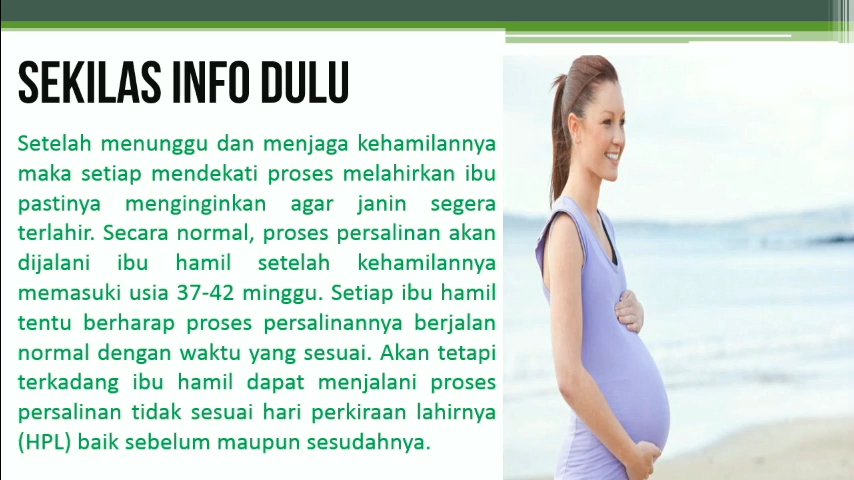 SEKILAS INFO DULU
Setelah menunggu dan menjaga kehamilannya
maka setiap mendekati proses melahirkan ibu
pastinya menginginkan agar janin segera
terlahir. Secara normal, proses persalinan akan
dijalani ibu hamil setelah kehamilannya
memasuki usia 37-42 minggu. Setiap ibu hamil
tentu berharap proses persalinannya berjalan
normal dengan waktu yang sesuai. Akan tetapi
terkadang ibu hamil dapat menjalani proses
persalinan tidak sesuai hari perkiraan lahirnya
(HPL) baik sebelum maupun sesudahnya.